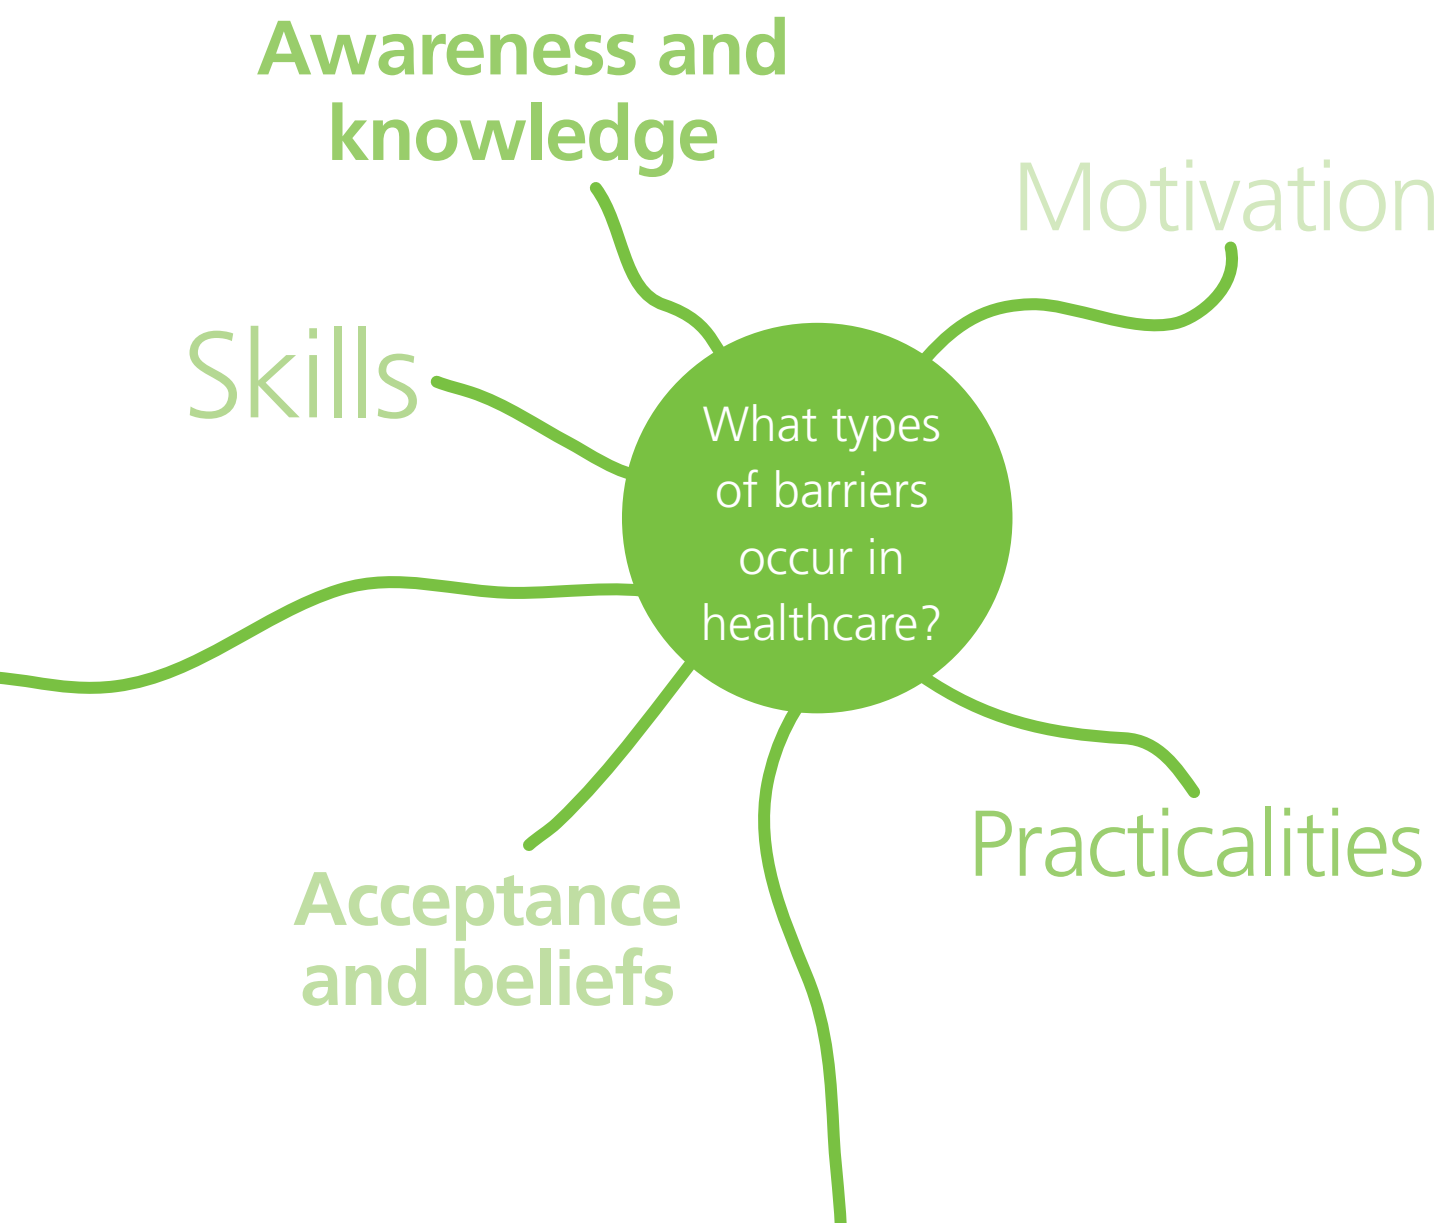 Awareness and
knowledge
Motivation
Skills
What types
of barriers
occur in
healthcare?
Practicalities
Acceptance
and beliefs